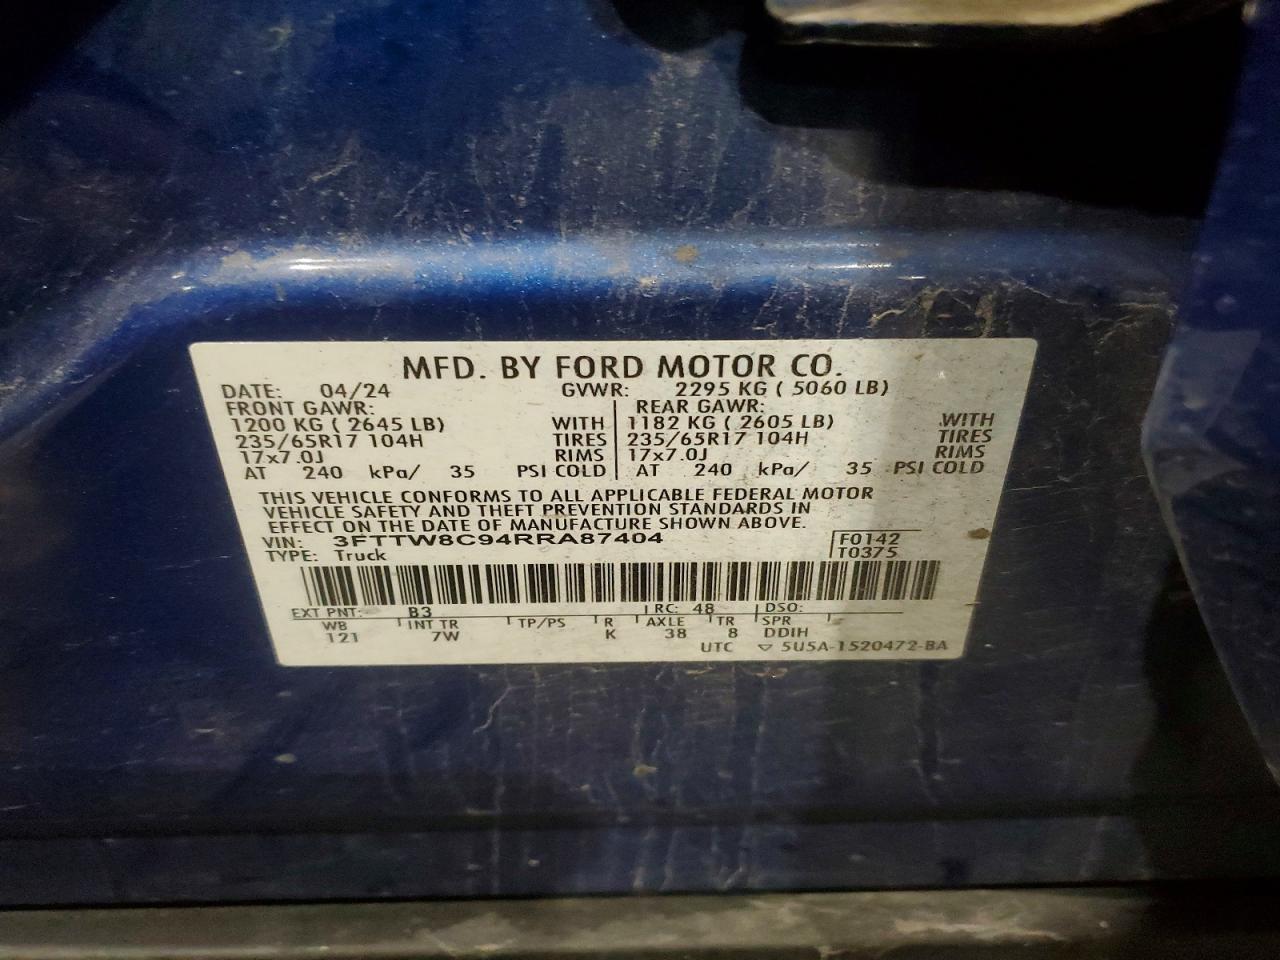 MFD. BY FORD MOTOR CO.
DATE: 04/24 GVWR: 2295 KG ( 5060 LB)
FRONT GAWR: REAR GAWR:
1200 KG ( 2645 LB) WITH 1182 KG ( 2605 LB) WITH
235/65R17 104H TIRES 235/65R17 104H TIRES
17x7.0J RIMS 17x7.0J RIMS
AT 240 kPa/ 35 PSI COLD AT 240 kPa/ 35 PSI COLD
THIS VEHICLE CONFORMS TO ALL APPLICABLE FEDERAL MOTOR
VEHICLE SAFETY AND THEFT PREVENTION STANDARDS IN
EFFECT ON THE DATE OF MANUFACTURE SHOWN ABOVE.
VIN: 3FTTW8C94RRA87404 F0142
TYPE: Truck T0375
EXT PNT: B3 RC: 48 DSO:
WB INT TR TP/PS R AXLE TR SPR
121 7W K 38 8 DDIH
UTC ▽ 5U5A-1520472-BA